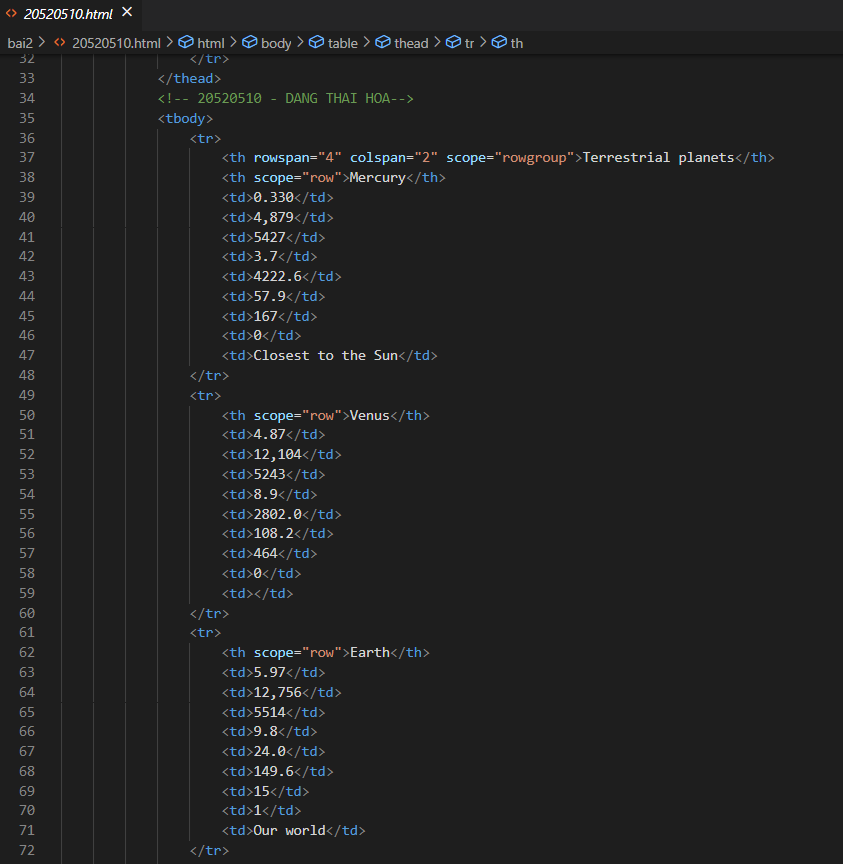 20520510.html
bai2 > 20520510.html > html > body > table > thead > tr > th
32 </tr>
33 </thead>
34 <!-- 20520510 - DANG THAI HOA-->
35 <tbody>
36 <tr>
37 <th rowspan="4" colspan="2" scope="rowgroup">Terrestrial planets</th>
38 <th scope="row">Mercury</th>
39 <td>0.330</td>
40 <td>4,879</td>
41 <td>5427</td>
42 <td>3.7</td>
43 <td>4222.6</td>
44 <td>57.9</td>
45 <td>167</td>
46 <td>0</td>
47 <td>Closest to the Sun</td>
48 </tr>
49 <tr>
50 <th scope="row">Venus</th>
51 <td>4.87</td>
52 <td>12,104</td>
53 <td>5243</td>
54 <td>8.9</td>
55 <td>2802.0</td>
56 <td>108.2</td>
57 <td>464</td>
58 <td>0</td>
59 <td></td>
60 </tr>
61 <tr>
62 <th scope="row">Earth</th>
63 <td>5.97</td>
64 <td>12,756</td>
65 <td>5514</td>
66 <td>9.8</td>
67 <td>24.0</td>
68 <td>149.6</td>
69 <td>15</td>
70 <td>1</td>
71 <td>Our world</td>
72 </tr>